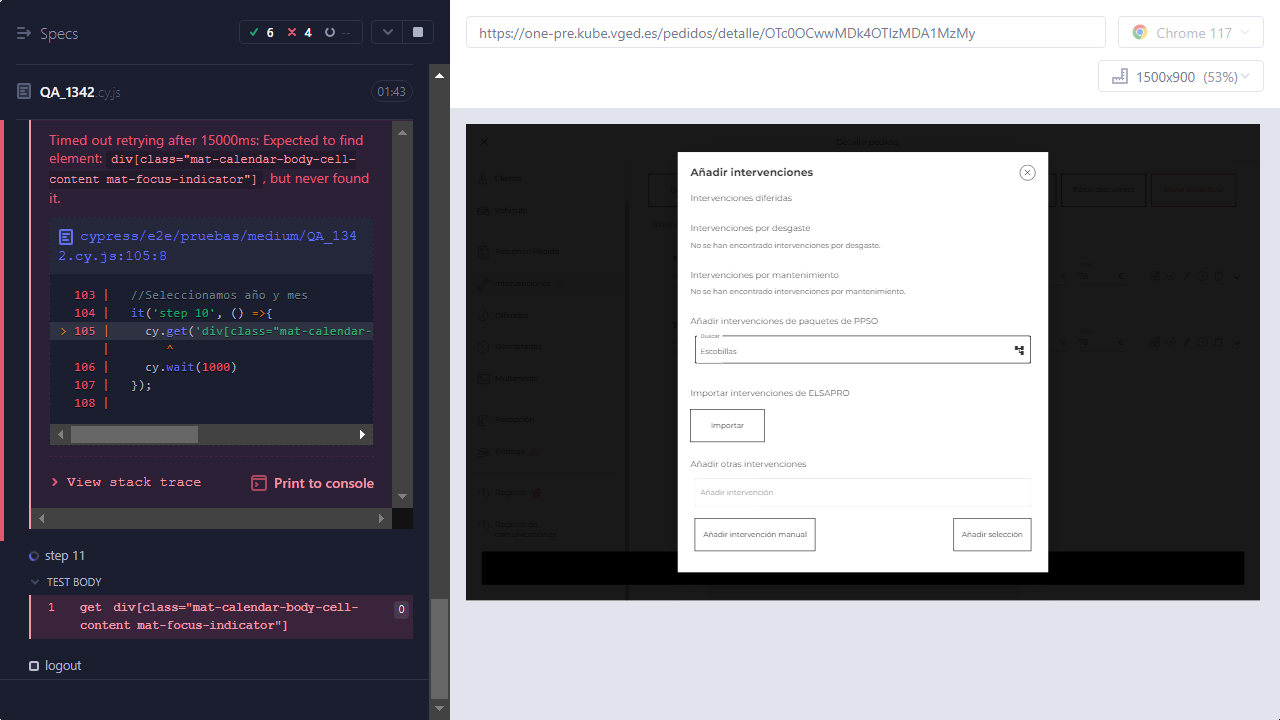 Specs
6
4
--
https://one-pre.kube.vged.es/pedidos/detalle/OTc0OCwwMDk4OTIzMDA1MzMy
Chrome 117
1500x900 (53%)
QA_1342.cy.js
01:43
Timed out retrying after 15000ms: Expected to find
element: div[class="mat-calendar-body-cell-
content mat-focus-indicator"] , but never found
it.
cypress/e2e/pruebas/medium/QA_134
2.cy.js:105:8
103 | //Seleccionamos año y mes
104 | it('step 10', () =>{
> 105 | cy.get('div[class="mat-calendar-
| ^
106 | cy.wait(1000)
107 | });
108 |
> View stack trace
Print to console
step 11
TEST BODY
1 get div[class="mat-calendar-body-cell-
content mat-focus-indicator"]
0
logout
Añadir intervenciones
Intervenciones diferidas
Intervenciones por desgaste
No se han encontrado intervenciones por desgaste.
Intervenciones por mantenimiento
No se han encontrado intervenciones por mantenimiento.
Añadir intervenciones de paquetes de PPSO
Buscar
Escobillas
Importar intervenciones de ELSAPRO
Importar
Añadir otras intervenciones
Añadir intervención
Añadir intervención manual
Añadir selección